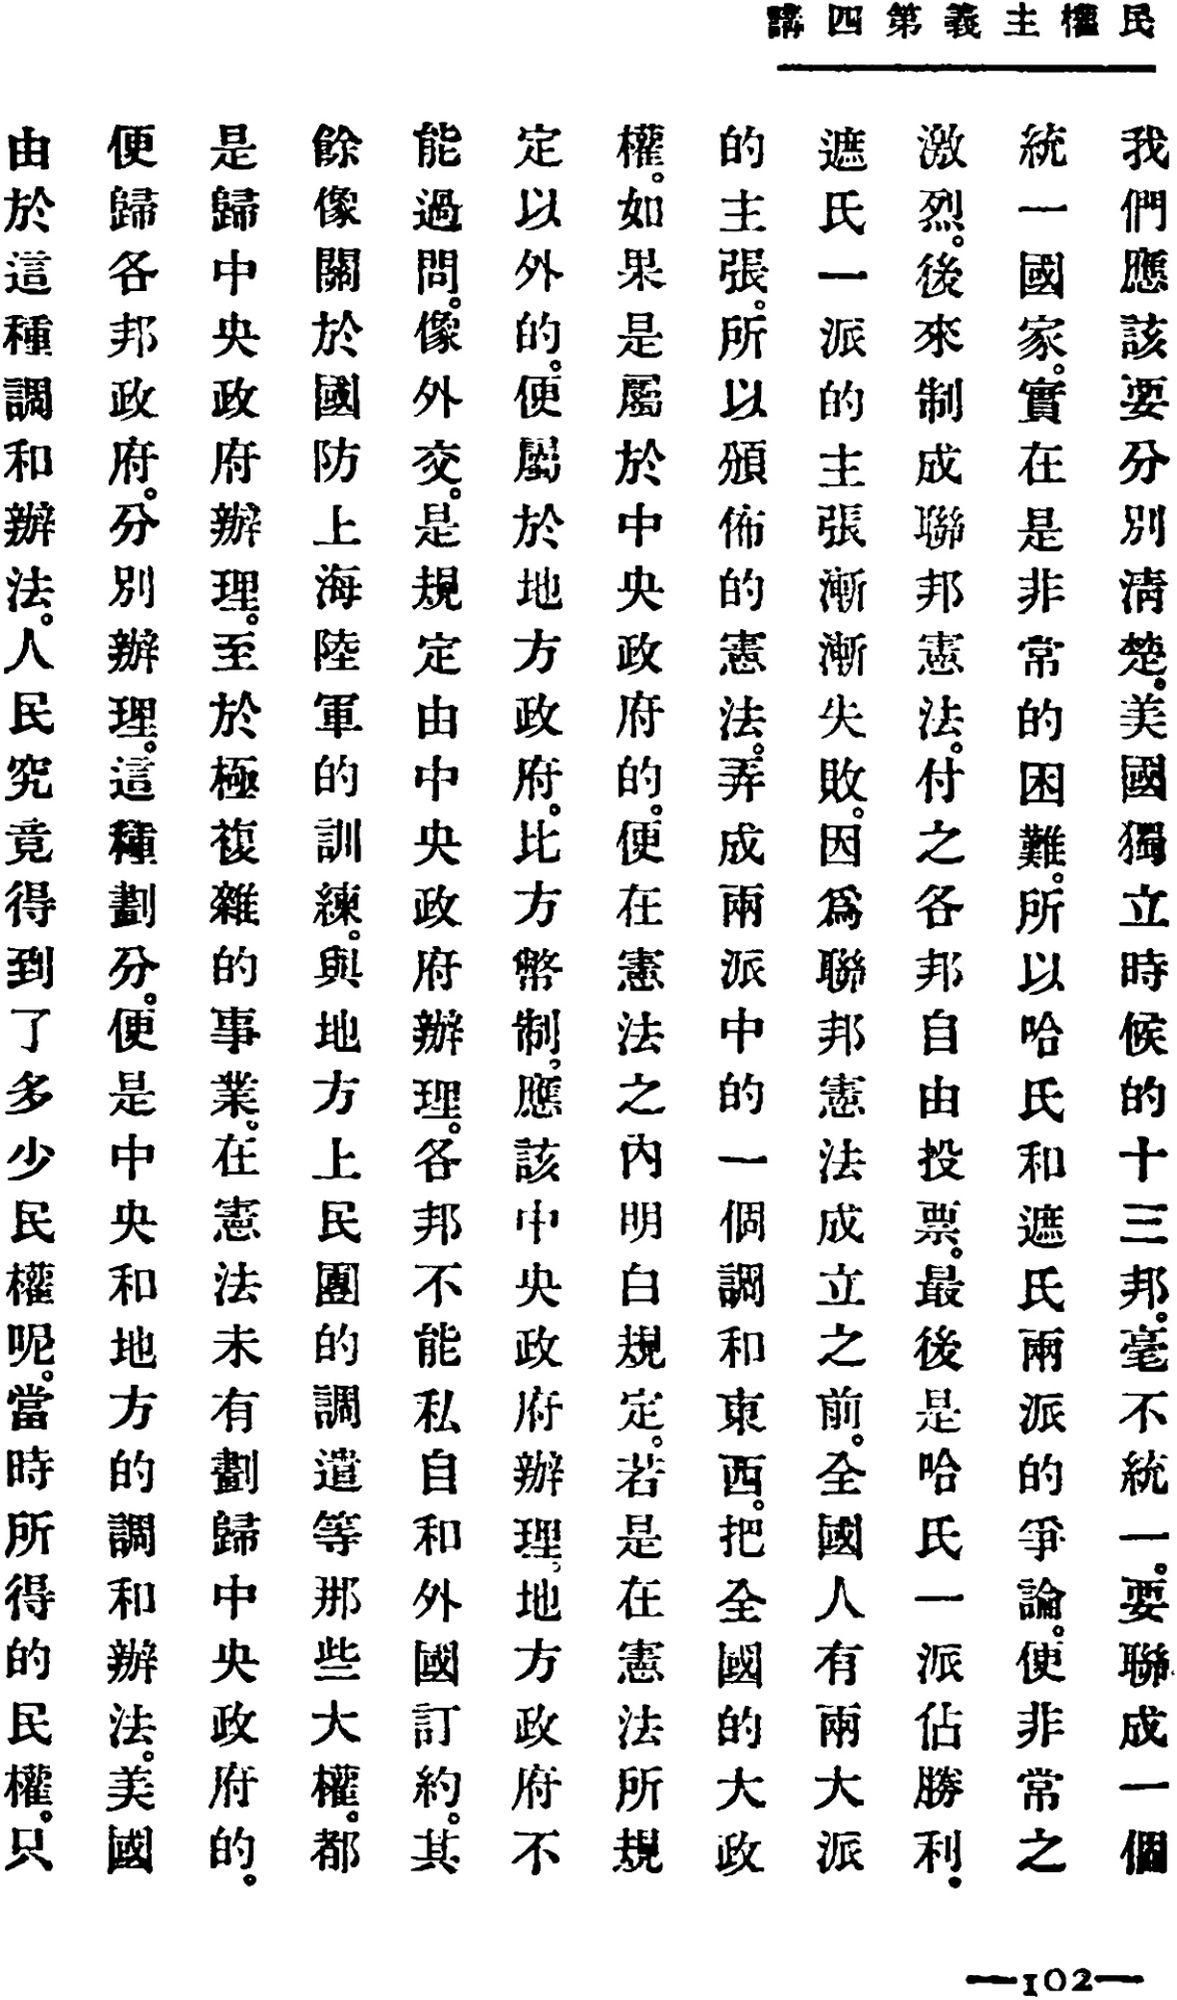 民權主義第四講
我們應該要分別淸楚。美國獨立時候的十三邦。毫不統一。要聯成一個
統一國家。實在是非常的困難。所以哈氏和遮氏兩派的爭論。便非常之
激烈。後來制成聯邦憲法。付之各邦自由投票。最後是哈氏一派佔勝利。
遮氏一派的主張漸漸失敗。因爲聯邦憲法成立之前。全國人有兩大派
的主張。所以頒佈的憲法。弄成兩派中的一個調和東西。把全國的大政
權。如果是屬於中央政府的。便在憲法之內明白規定。若是在憲法所規
定以外的。便屬於地方政府。比方幣制，應該中央政府辦理，地方政府不
能過問。像外交。是規定由中央政府辦理。各邦不能私自和外國訂約。其
餘像關於國防上海陸軍的訓練。與地方上民團的調遣等那些大權。都
是歸中央政府辦理。至於極複雜的事業。在憲法未有劃歸中央政府的。
便歸各邦政府。分別辦理。這種劃分。便是中央和地方的調和辦法。美國
由於這種調和辦法。人民究竟得到了多少民權呢。當時所得的民權。只
—102—